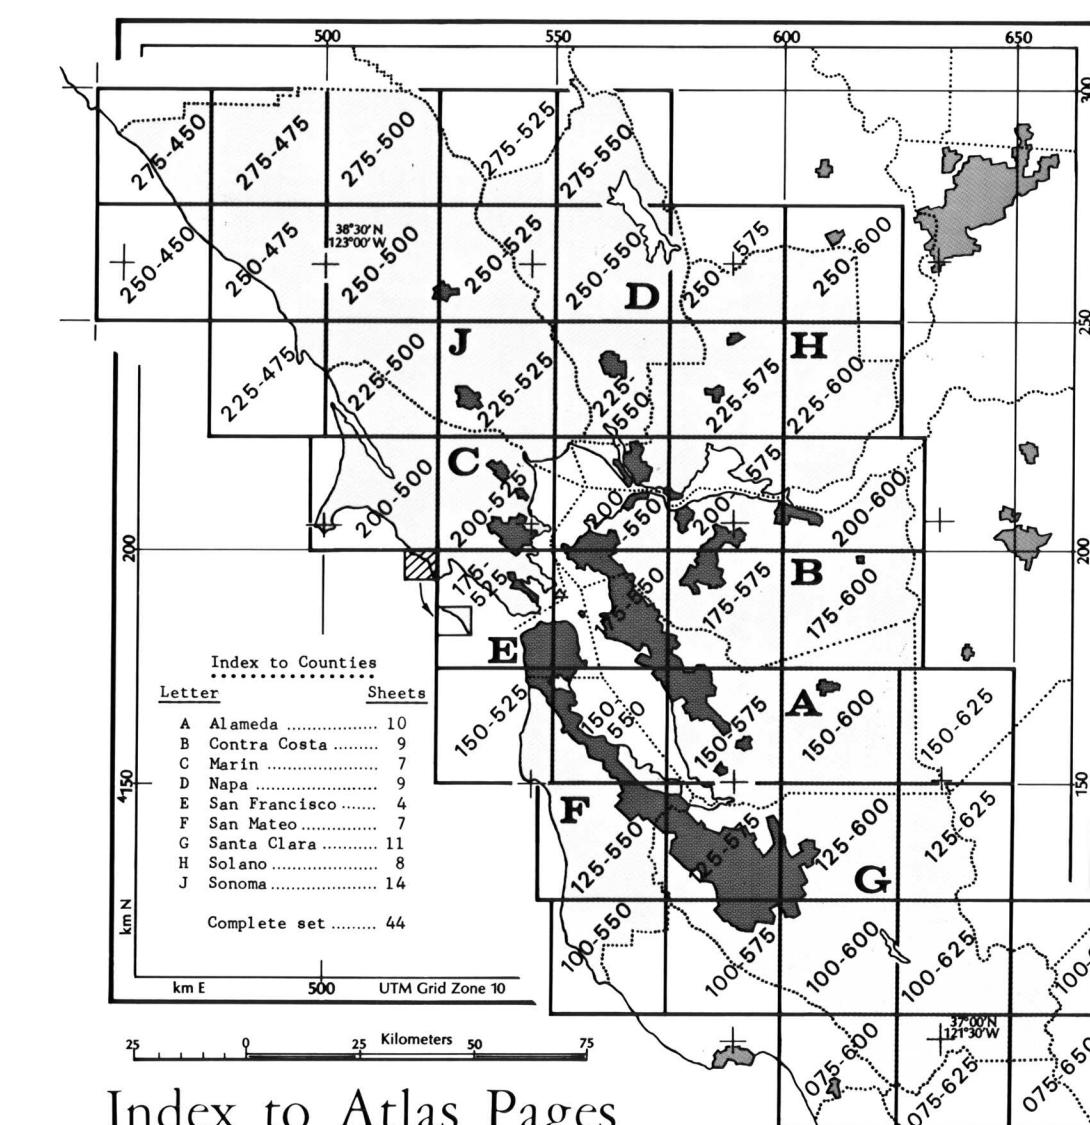 500 550 600 650
300
275-450 275-475 275-500 275-525 275-550
38°30'N
123°00'W
250-450 250-475 250-500 250-525 250-550 250-575 250-600
D
250
J H
225-475 225-500 225-525 225-
550 225-575 225-600
C
200-500 200-525 200
-550 200
-575 200-600
200 200
B
175-
525 175-550 175-575 175-600
E
Index to Counties
Letter Sheets
A Alameda 10
B Contra Costa 9
C Marin 7
D Napa 9
E San Francisco 4
F San Mateo 7
G Santa Clara 11
H Solano 8
J Sonoma 14
Complete set 44
A
150-525 150-
550 150-575 150-600 150-625
4150 150
F
125-550 125-575 125-600 125-625
G
km N
100-550 100-575 100-600 100-625 100-
km E 500 UTM Grid Zone 10
37°00'N
121°30'W
075-600 075-625 075-650
25 0 25 Kilometers 50 75
Index to Atlas Pages